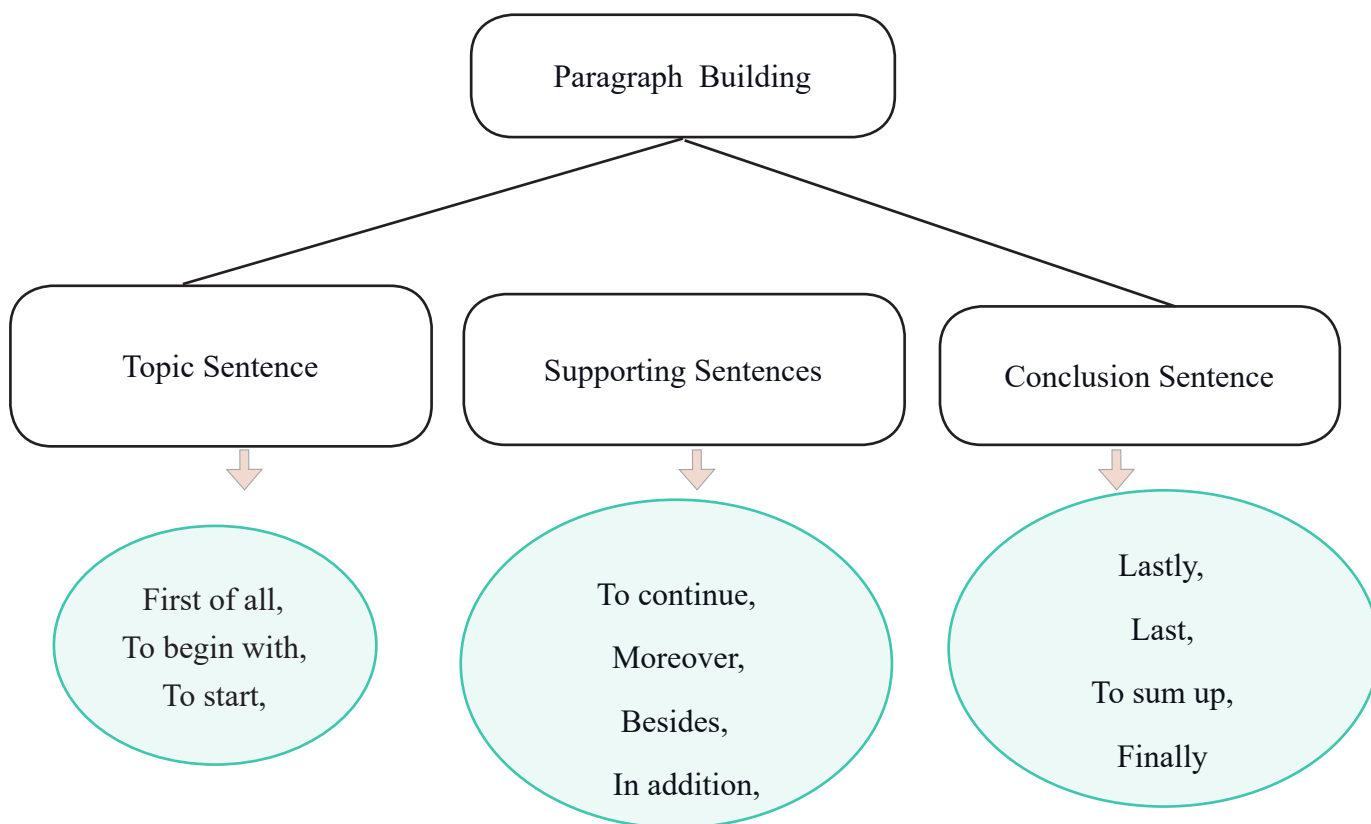 Paragraph Building
Topic Sentence
Supporting Sentences
Conclusion Sentence
First of all,
To begin with,
To start,
To continue,
Moreover,
Besides,
In addition,
Lastly,
Last,
To sum up,
Finally